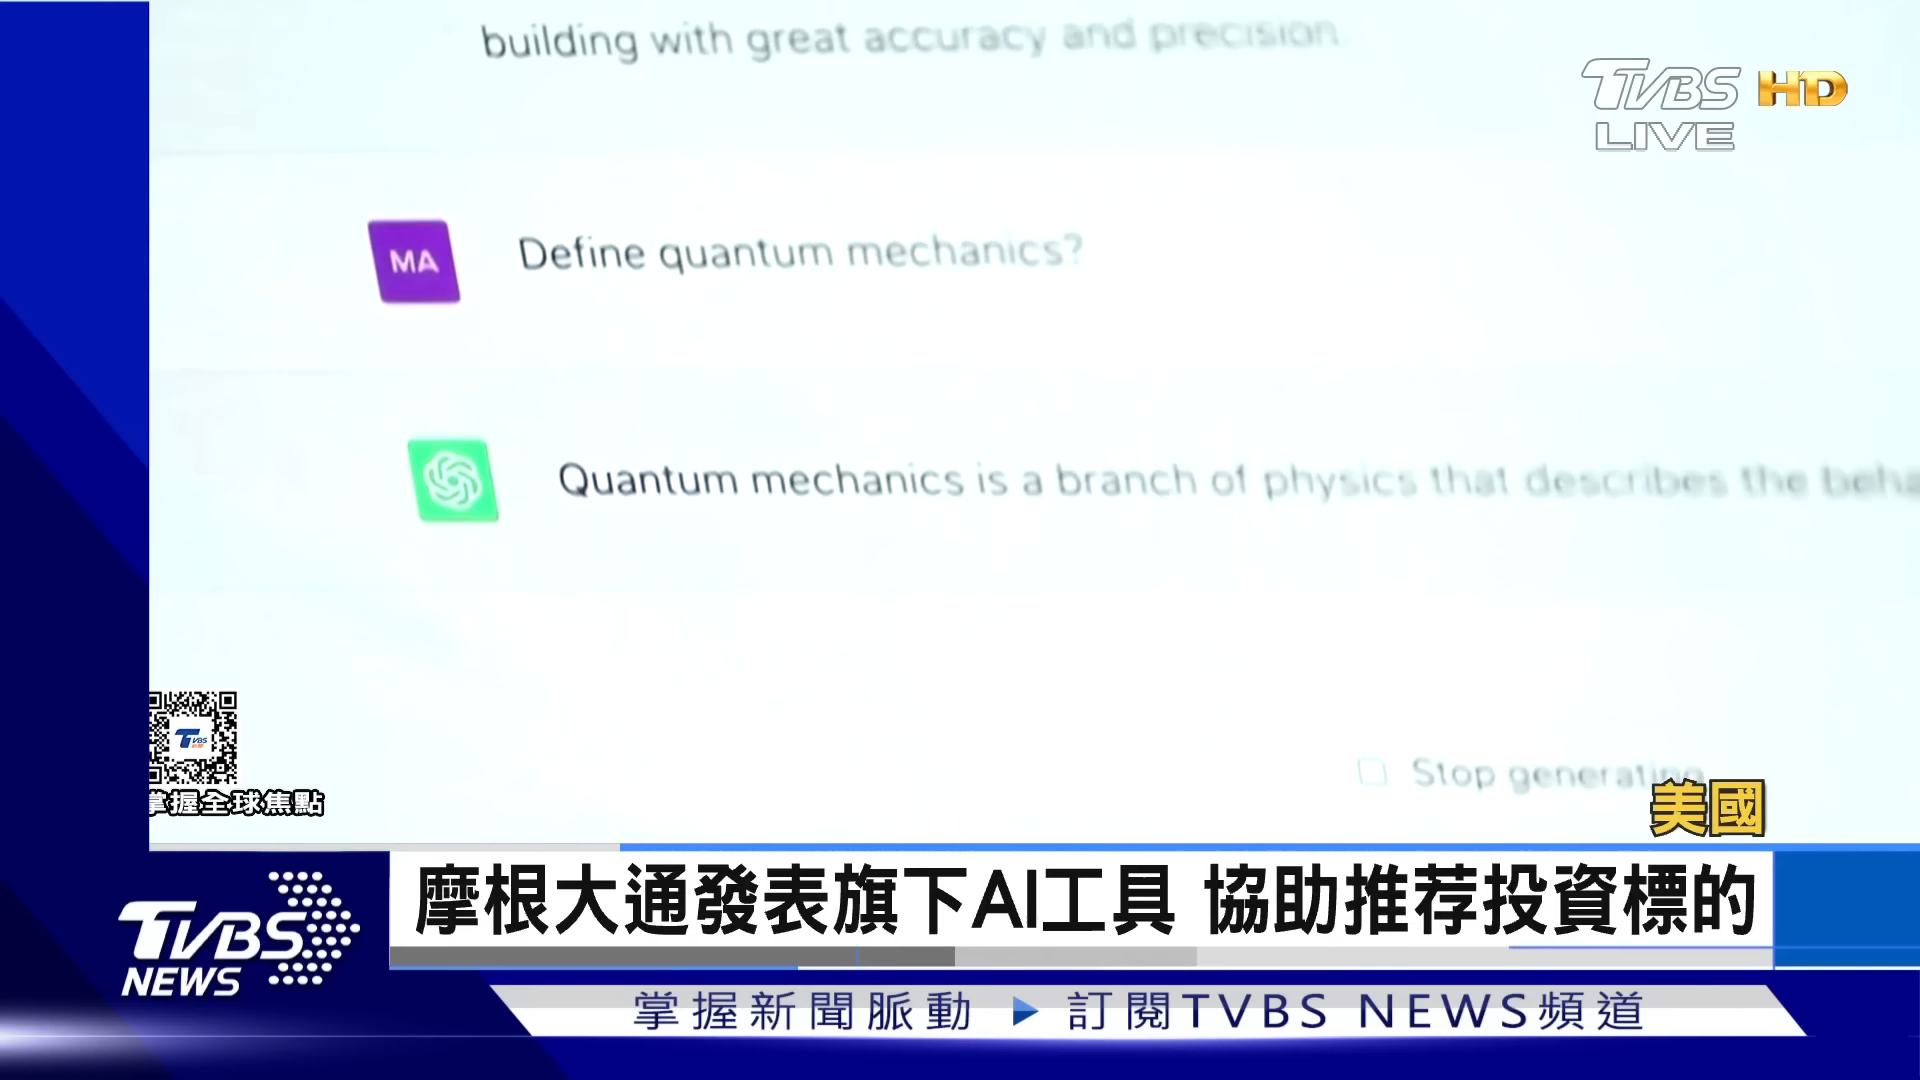 building with great accuracy and precision.
TVBS HD
LIVE
MA
Define quantum mechanics?
Quantum mechanics is a branch of physics that describes the beha
Stop generating
TVBS
掌握全球焦點
美國
摩根大通發表旗下AI工具 協助推荐投資標的
TVBS
NEWS
掌握新聞脈動 ▶ 訂閱TVBS NEWS頻道